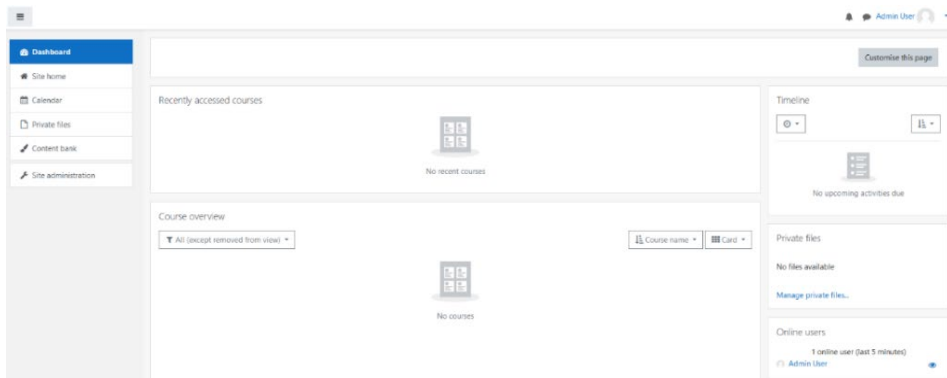 Admin User
Dashboard
Site home
Calendar
Private files
Content bank
Site administration
Customise this page
Recently accessed courses
No recent courses
Course overview
All (except removed from view)
Course name
Card
No courses
Timeline
No upcoming activities due
Private files
No files available
Manage private files...
Online users
1 online user (last 5 minutes)
Admin User